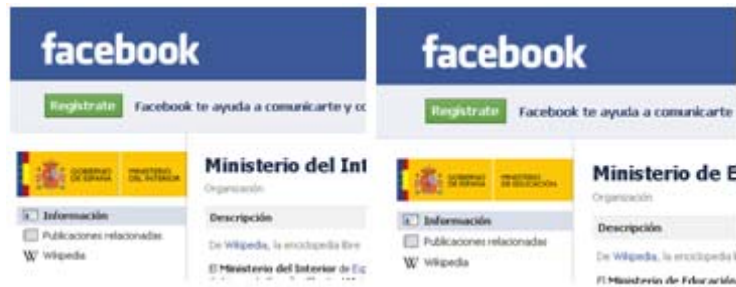 facebook
Regístrate Facebook te ayuda a comunicarte y co
GOBIERNO DE ESPAÑA MINISTERIO DEL INTERIOR
Ministerio del Int
Organización
Información
Publicaciones relacionadas
Wikipedia
Descripción
De Wikipedia, la enciclopedia libre
El Ministerio del Interior de Esp
facebook
Regístrate Facebook te ayuda a comunicarte
GOBIERNO DE ESPAÑA MINISTERIO DE EDUCACIÓN
Ministerio de E
Organización
Información
Publicaciones relacionadas
Wikipedia
Descripción
De Wikipedia, la enciclopedia l
El Ministerio de Educación